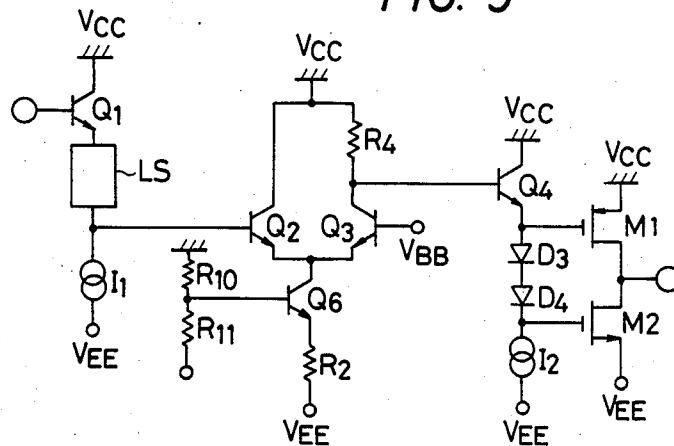 FIG. 9
VCC
Q1
LS
I1
VEE
VCC
R4
Q2
Q3
VBB
R10
R11
Q6
R2
VEE
VCC
Q4
VCC
M1
D3
D4
M2
I2
VEE
VEE